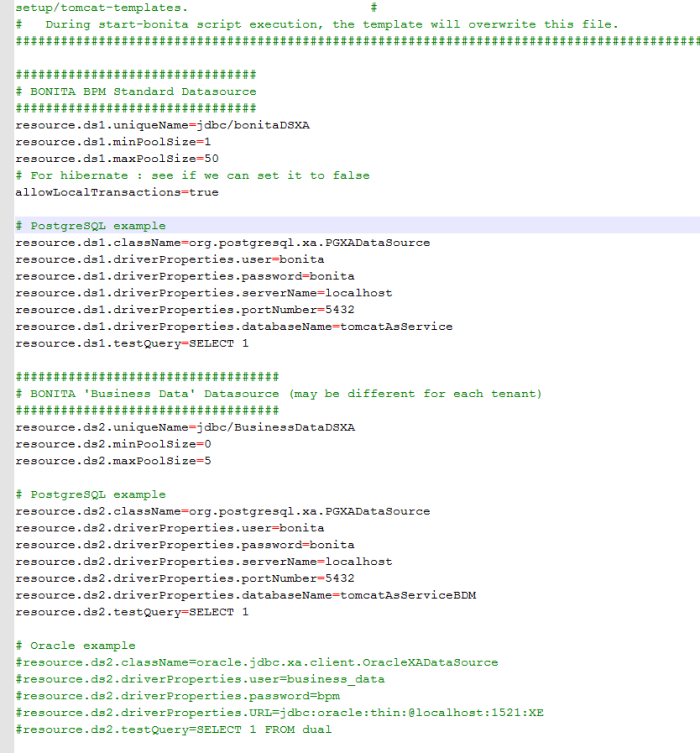 setup/tomcat-templates. #
# During start-bonita script execution, the template will overwrite this file.
###########################################################################################
################################
# BONITA BPM Standard Datasource
################################
resource.ds1.uniqueName=jdbc/bonitaDSXA
resource.ds1.minPoolSize=1
resource.ds1.maxPoolSize=50
# For hibernate : see if we can set it to false
allowLocalTransactions=true
# PostgreSQL example
resource.ds1.className=org.postgresql.xa.PGXADataSource
resource.ds1.driverProperties.user=bonita
resource.ds1.driverProperties.password=bonita
resource.ds1.driverProperties.serverName=localhost
resource.ds1.driverProperties.portNumber=5432
resource.ds1.driverProperties.databaseName=tomcatAsService
resource.ds1.testQuery=SELECT 1
###################################
# BONITA 'Business Data' Datasource (may be different for each tenant)
###################################
resource.ds2.uniqueName=jdbc/BusinessDataDSXA
resource.ds2.minPoolSize=0
resource.ds2.maxPoolSize=5
# PostgreSQL example
resource.ds2.className=org.postgresql.xa.PGXADataSource
resource.ds2.driverProperties.user=bonita
resource.ds2.driverProperties.password=bonita
resource.ds2.driverProperties.serverName=localhost
resource.ds2.driverProperties.portNumber=5432
resource.ds2.driverProperties.databaseName=tomcatAsServiceBDM
resource.ds2.testQuery=SELECT 1
# Oracle example
#resource.ds2.className=oracle.jdbc.xa.client.OracleXADataSource
#resource.ds2.driverProperties.user=business_data
#resource.ds2.driverProperties.password=bpm
#resource.ds2.driverProperties.URL=jdbc:oracle:thin:@localhost:1521:XE
#resource.ds2.testQuery=SELECT 1 FROM dual